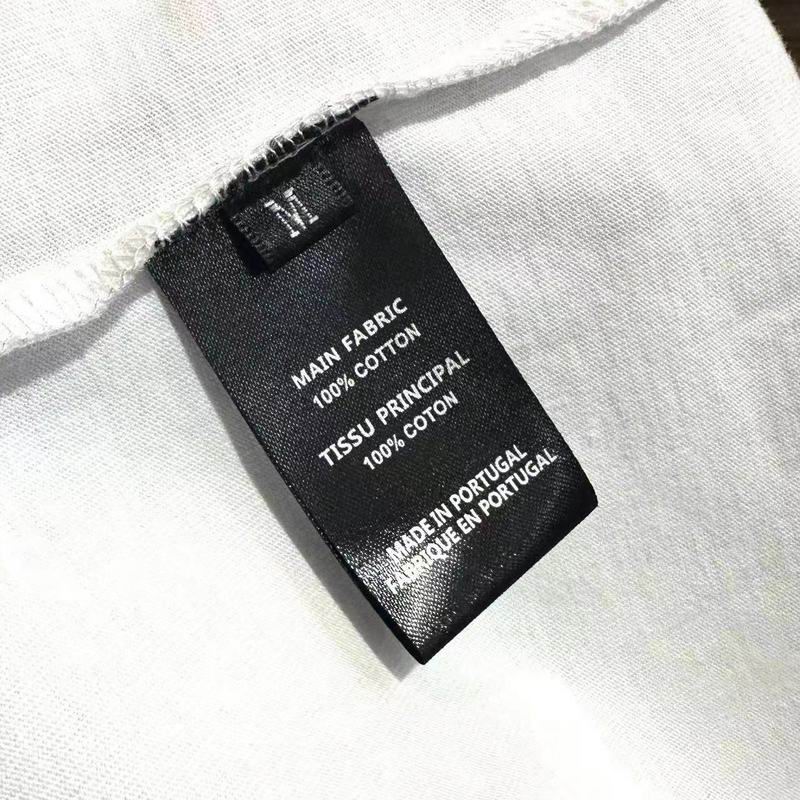 M
MAIN FABRIC
100% COTTON
TISSU PRINCIPAL
100% COTON
MADE IN PORTUGAL
FABRIQUE EN PORTUGAL